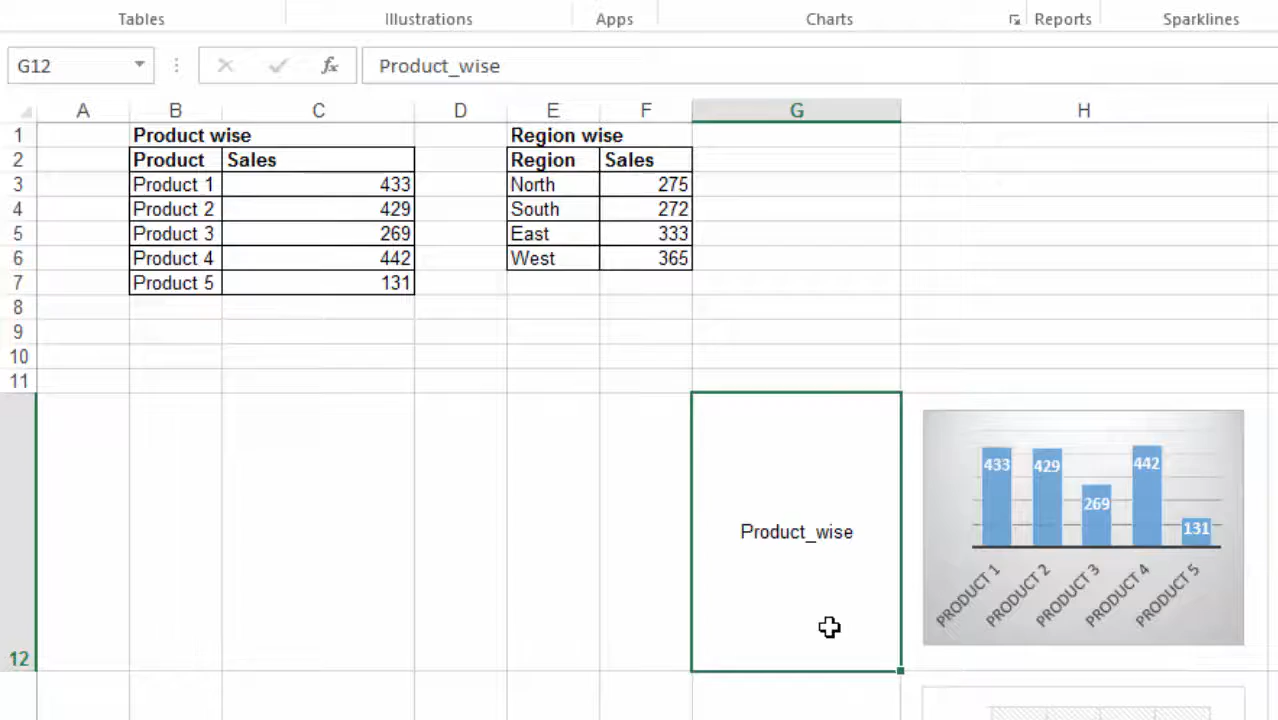 Tables Illustrations Apps Charts Reports Sparklines
G12 fx Product_wise
A B C D E F G H
1 Product wise Region wise
2 Product Sales Region Sales
3 Product 1 433 North 275
4 Product 2 429 South 272
5 Product 3 269 East 333
6 Product 4 442 West 365
7 Product 5 131
8
9
10
11
433 429 269 442 131
Product_wise
PRODUCT 1 PRODUCT 2 PRODUCT 3 PRODUCT 4 PRODUCT 5
12